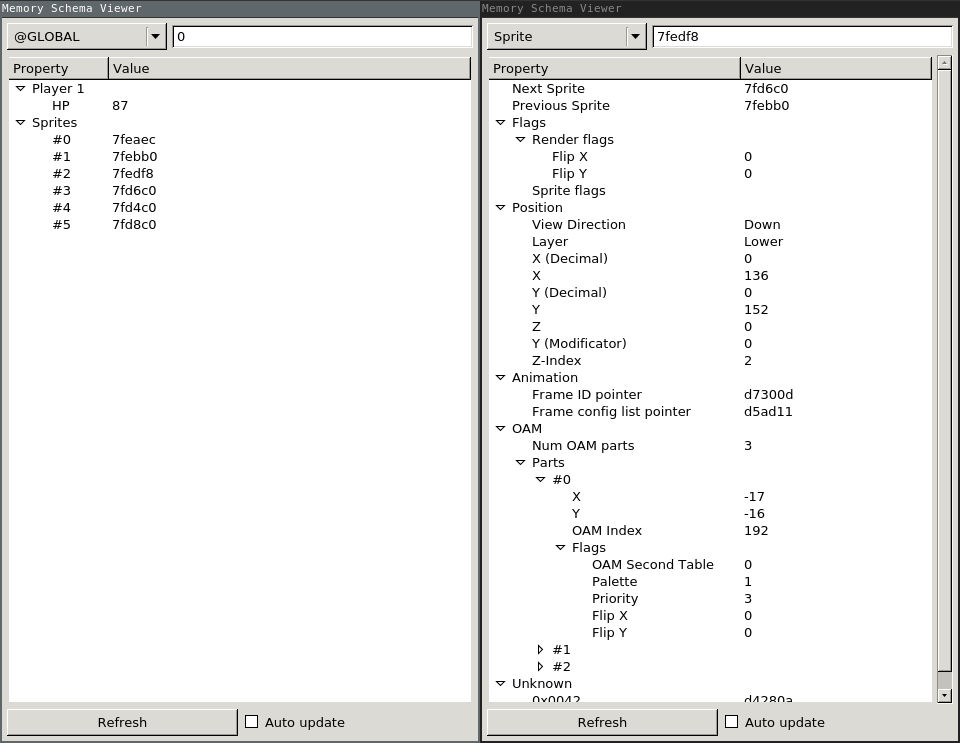 Memory Schema Viewer
@GLOBAL 0
Property Value
Player 1
HP 87
Sprites
#0 7feaec
#1 7febb0
#2 7fedf8
#3 7fd6c0
#4 7fd4c0
#5 7fd8c0
Refresh Auto update
Memory Schema Viewer
Sprite 7fedf8
Property Value
Next Sprite 7fd6c0
Previous Sprite 7febb0
Flags
Render flags
Flip X 0
Flip Y 0
Sprite flags
Position
View Direction Down
Layer Lower
X (Decimal) 0
X 136
Y (Decimal) 0
Y 152
Z 0
Y (Modificator) 0
Z-Index 2
Animation
Frame ID pointer d7300d
Frame config list pointer d5ad11
OAM
Num OAM parts 3
Parts
#0
X -17
Y -16
OAM Index 192
Flags
OAM Second Table 0
Palette 1
Priority 3
Flip X 0
Flip Y 0
#1
#2
Unknown
0x0042 d4280a
Refresh Auto update